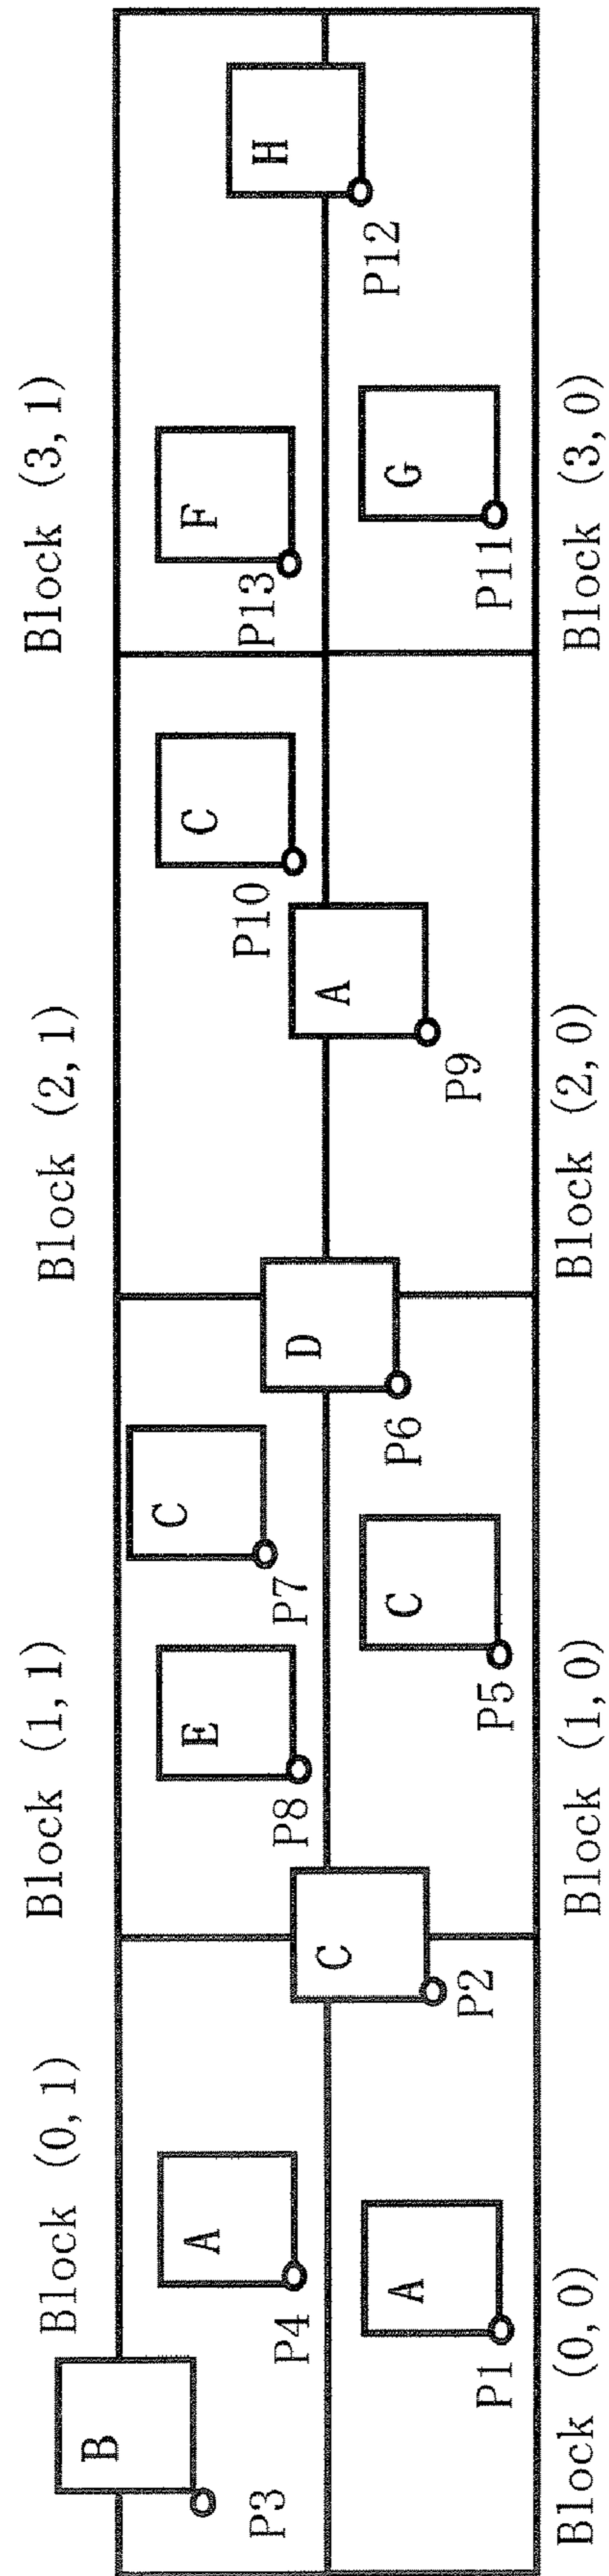 Block (0, 1)
Block (1, 1)
Block (2, 1)
Block (3, 1)
B
P3
A
P4
E
P8
C
P7
C
P10
F
P13
H
P12
A
P1
C
P2
C
P5
D
P6
A
P9
G
P11
Block (0, 0)
Block (1, 0)
Block (2, 0)
Block (3, 0)